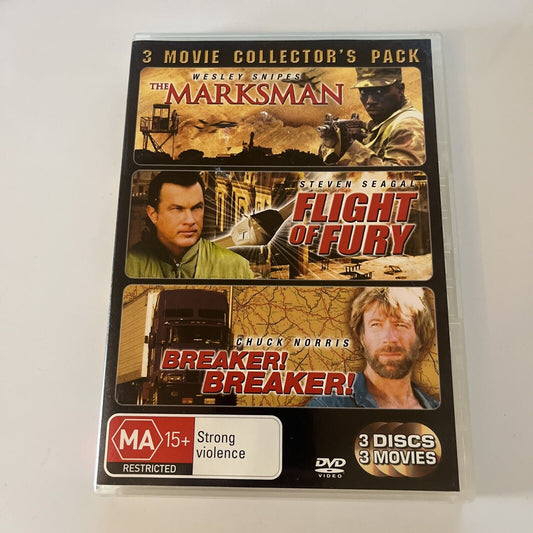 3 MOVIE COLLECTOR'S PACK
WESLEY SNIPES
THE MARKSMAN
STEVEN SEAGAL
FLIGHT
OF FURY
CHUCK NORRIS
BREAKER!
BREAKER!
MA 15+ Strong
violence
RESTRICTED
DVD
VIDEO
3 DISCS
3 MOVIES